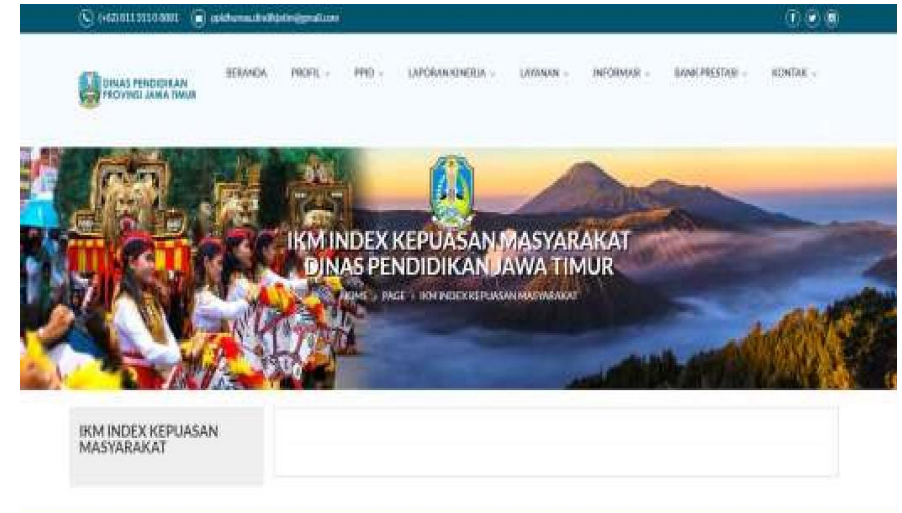 DINAS PENDIDIKAN
PROVINSI JAWA TIMUR
BERANDA
PROFIL
PPID
LAPORAN KINERJA
LAYANAN
INFORMASI
BANK PRESTASI
KONTAK
IKM INDEX KEPUASAN MASYARAKAT
DINAS PENDIDIKAN JAWA TIMUR
HOME > PAGE > IKM INDEX KEPUASAN MASYARAKAT
IKM INDEX KEPUASAN
MASYARAKAT